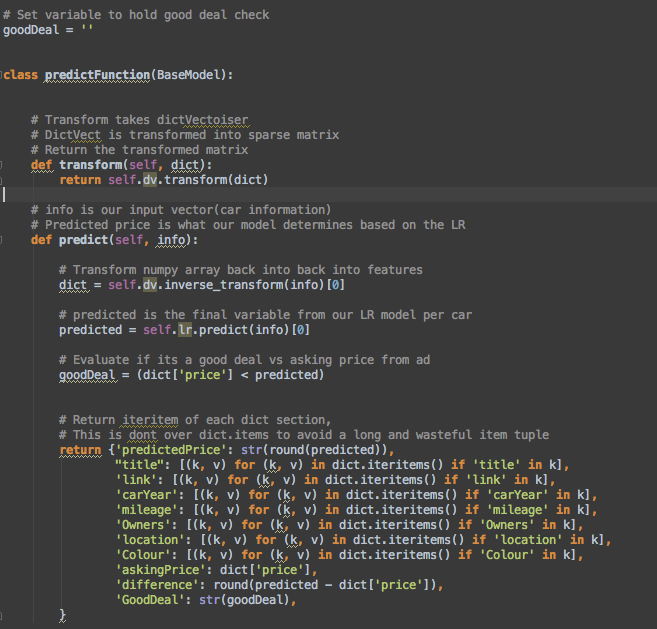 # Set variable to hold good deal check
goodDeal = ''
class predictFunction(BaseModel):
# Transform takes dictVectoiser
# DictVect is transformed into sparse matrix
# Return the transformed matrix
def transform(self, dict):
return self.dv.transform(dict)
# info is our input vector(car information)
# Predicted price is what our model determines based on the LR
def predict(self, info):
# Transform numpy array back into back into features
dict = self.dv.inverse_transform(info)[0]
# predicted is the final variable from our LR model per car
predicted = self.lr.predict(info)[0]
# Evaluate if its a good deal vs asking price from ad
goodDeal = (dict['price'] < predicted)
# Return iteritem of each dict section,
# This is dont over dict.items to avoid a long and wasteful item tuple
return {'predictedPrice': str(round(predicted)),
"title": [(k, v) for (k, v) in dict.iteritems() if 'title' in k],
'link': [(k, v) for (k, v) in dict.iteritems() if 'link' in k],
'carYear': [(k, v) for (k, v) in dict.iteritems() if 'carYear' in k],
'mileage': [(k, v) for (k, v) in dict.iteritems() if 'mileage' in k],
'Owners': [(k, v) for (k, v) in dict.iteritems() if 'Owners' in k],
'location': [(k, v) for (k, v) in dict.iteritems() if 'location' in k],
'Colour': [(k, v) for (k, v) in dict.iteritems() if 'Colour' in k],
'askingPrice': dict['price'],
'difference': round(predicted - dict['price']),
'GoodDeal': str(goodDeal),
}